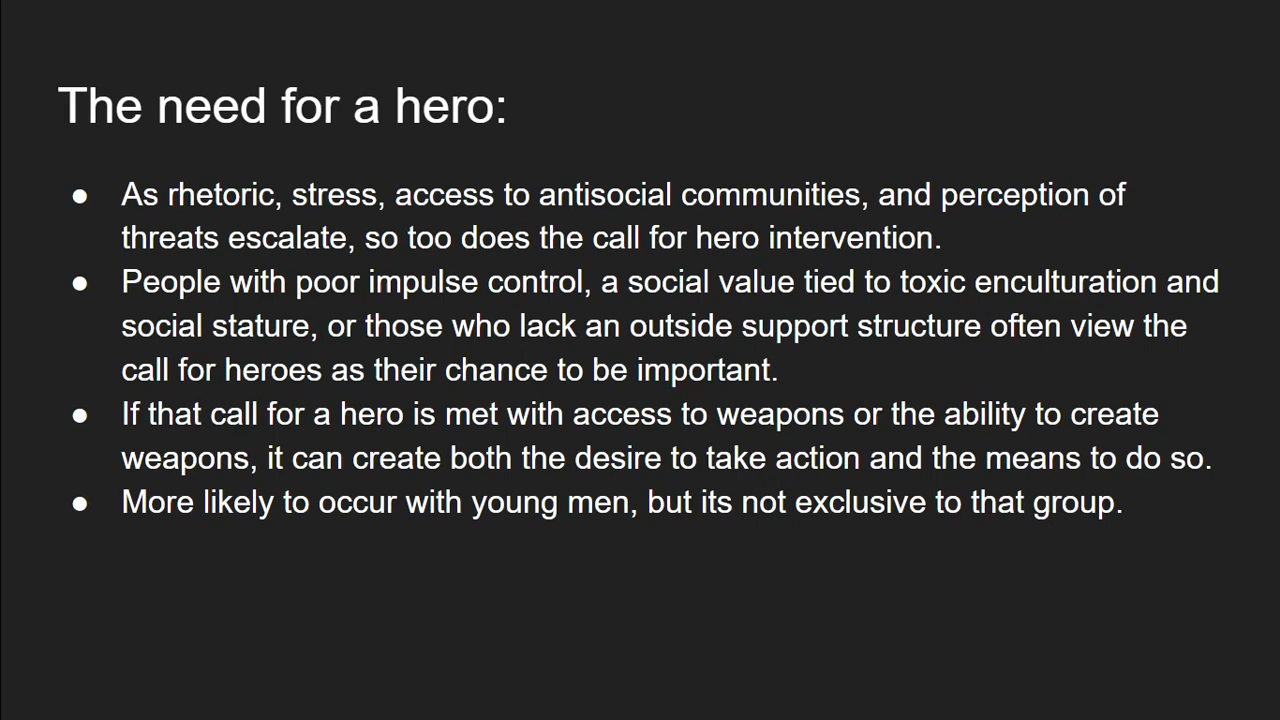 The need for a hero:
● As rhetoric, stress, access to antisocial communities, and perception of
threats escalate, so too does the call for hero intervention.
● People with poor impulse control, a social value tied to toxic enculturation and
social stature, or those who lack an outside support structure often view the
call for heroes as their chance to be important.
● If that call for a hero is met with access to weapons or the ability to create
weapons, it can create both the desire to take action and the means to do so.
● More likely to occur with young men, but its not exclusive to that group.